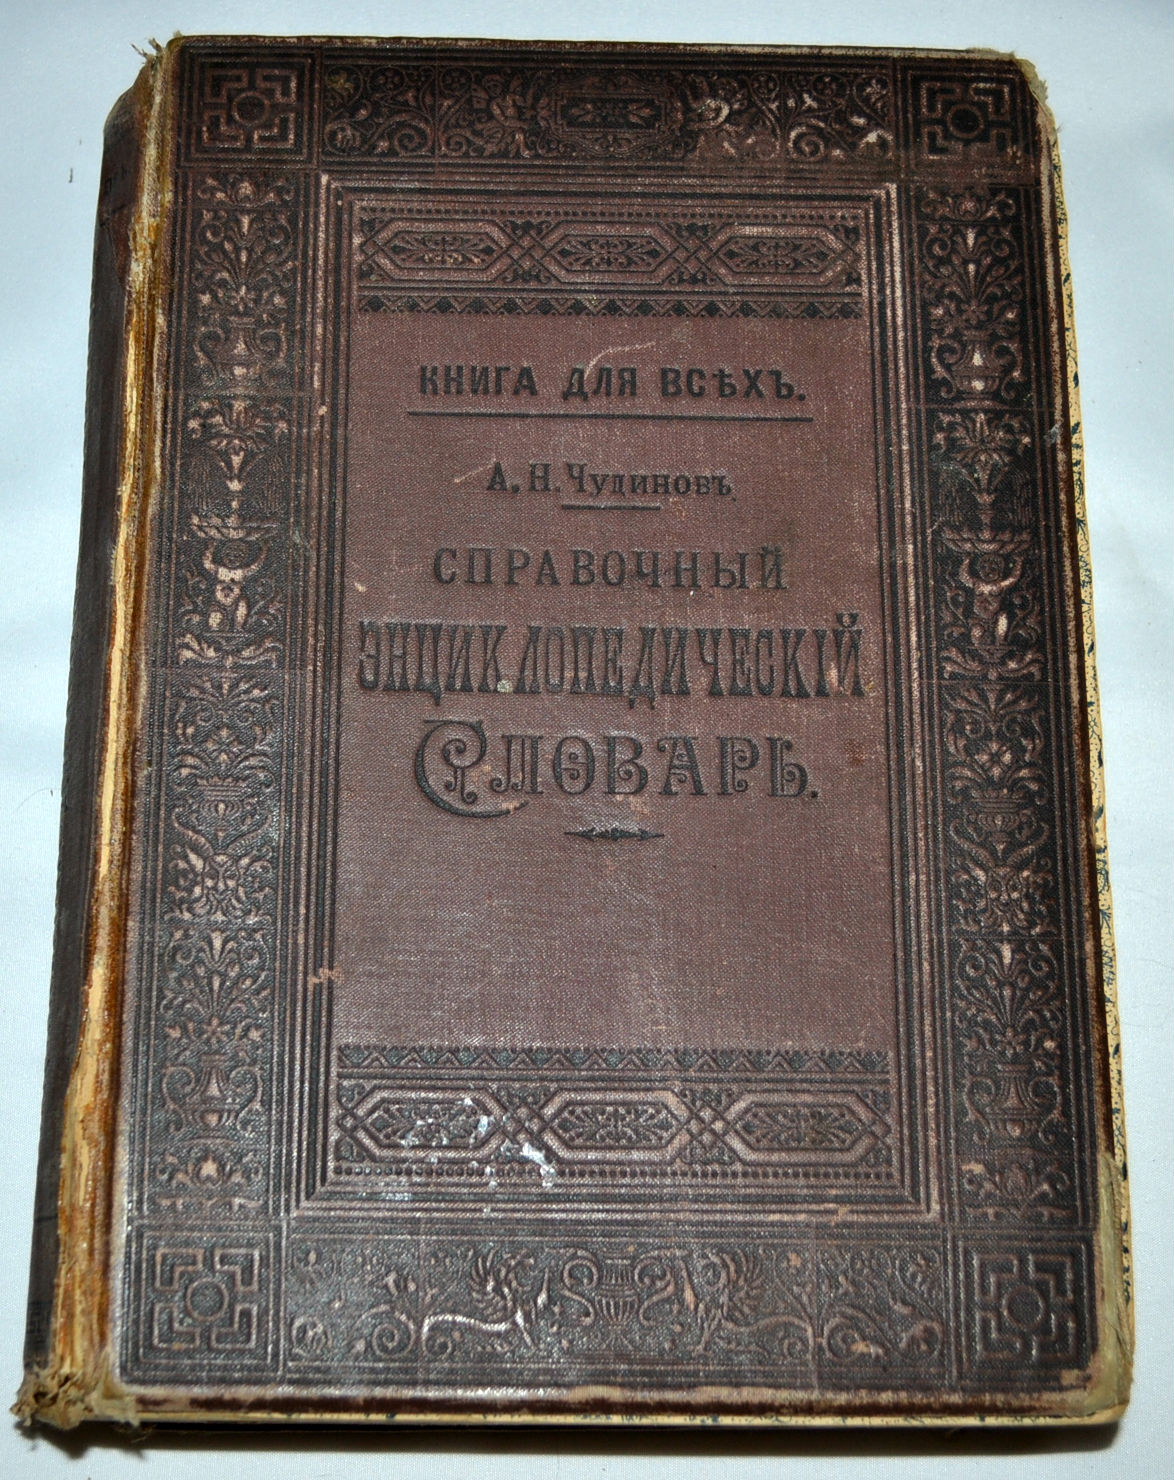 КНИГА ДЛЯ ВСѢХЪ.
А. Н. Чудиновъ
СПРАВОЧНЫЙ
ЭНЦИКЛОПЕДИЧЕСКІЙ
СЛОВАРЬ.